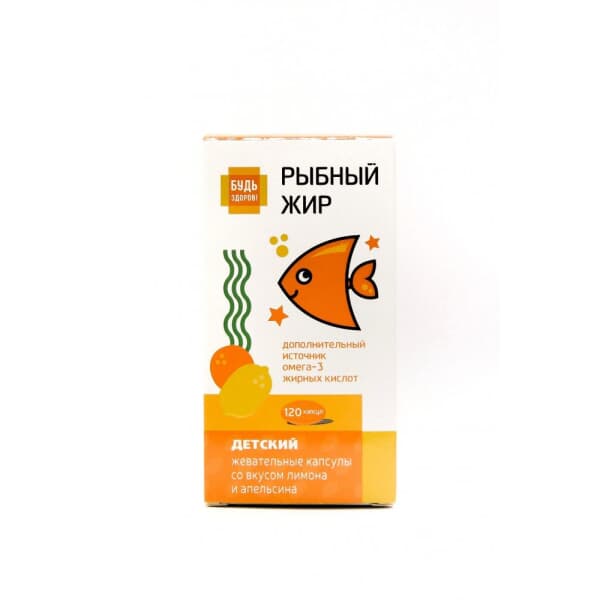 БУДЬ
ЗДОРОВ!
РЫБНЫЙ
ЖИР
дополнительный
источник
омега-3
жирных кислот
120 капсул
ДЕТСКИЙ
жевательные капсулы
со вкусом лимона
и апельсина